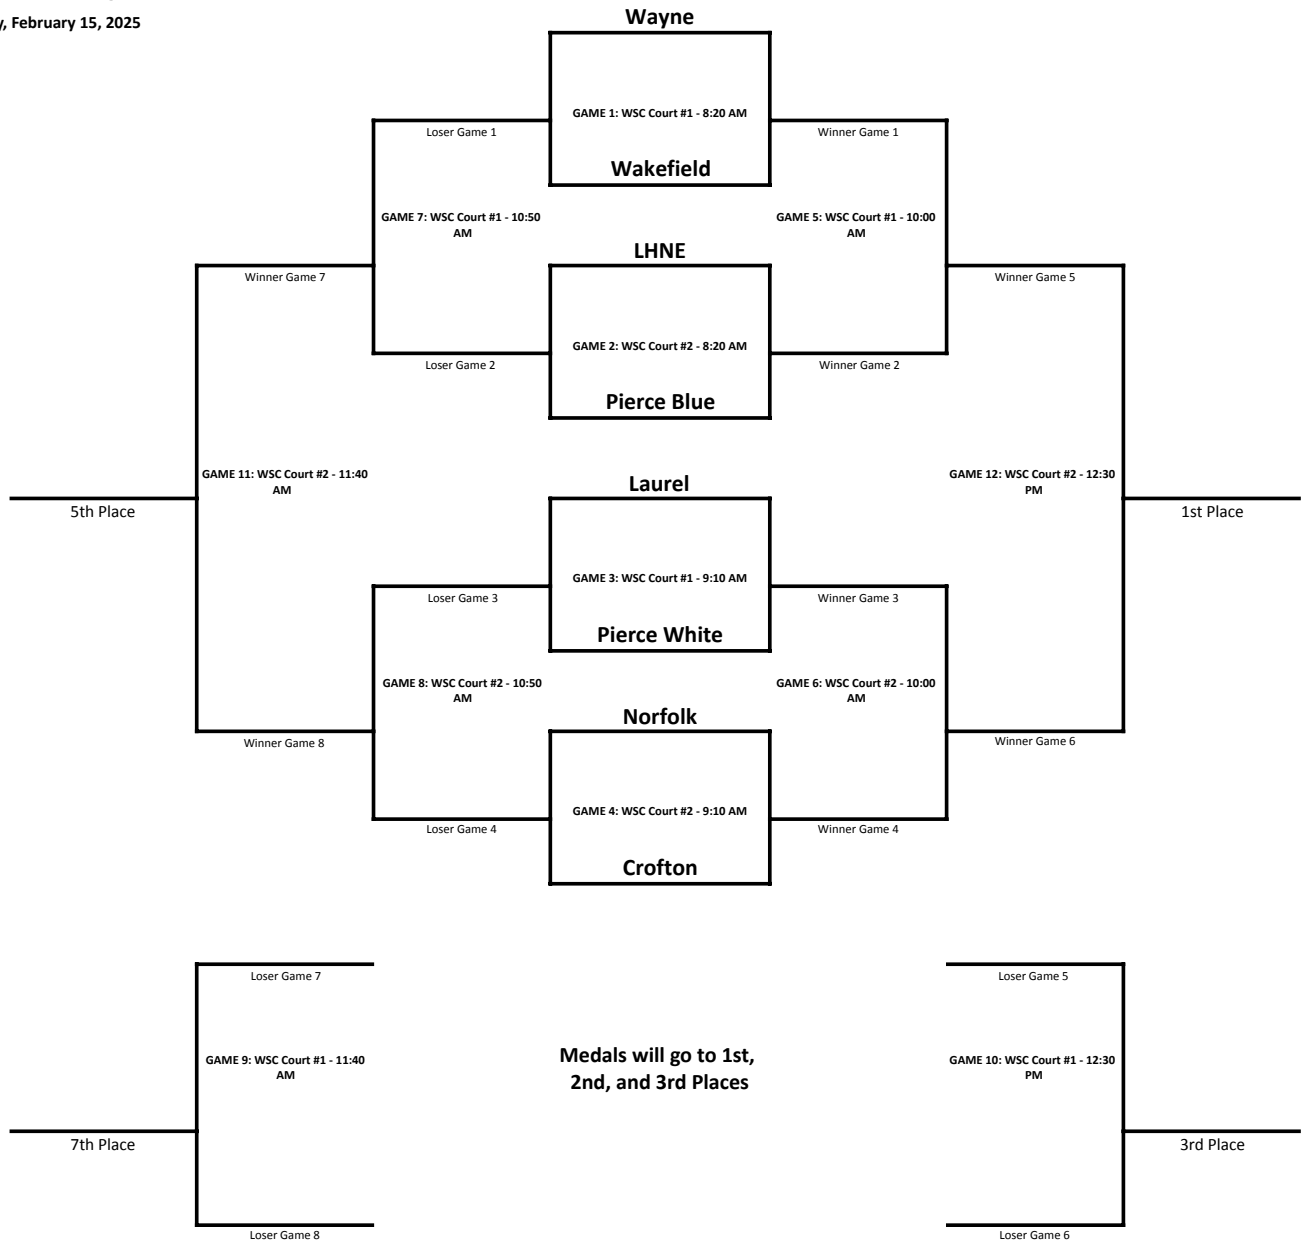 February 15, 2025
Wayne
GAME 1: WSC Court #1 - 8:20 AM
Loser Game 1
Winner Game 1
Wakefield
GAME 7: WSC Court #1 - 10:50
AM
GAME 5: WSC Court #1 - 10:00
AM
LHNE
Winner Game 7
Winner Game 5
GAME 2: WSC Court #2 - 8:20 AM
Loser Game 2
Winner Game 2
Pierce Blue
GAME 11: WSC Court #2 - 11:40
AM
GAME 12: WSC Court #2 - 12:30
PM
Laurel
5th Place
1st Place
GAME 3: WSC Court #1 - 9:10 AM
Loser Game 3
Winner Game 3
Pierce White
GAME 8: WSC Court #2 - 10:50
AM
GAME 6: WSC Court #2 - 10:00
AM
Norfolk
Winner Game 8
Winner Game 6
GAME 4: WSC Court #2 - 9:10 AM
Loser Game 4
Winner Game 4
Crofton
Loser Game 7
Loser Game 5
GAME 9: WSC Court #1 - 11:40
AM
Medals will go to 1st,
2nd, and 3rd Places
GAME 10: WSC Court #1 - 12:30
PM
7th Place
3rd Place
Loser Game 8
Loser Game 6